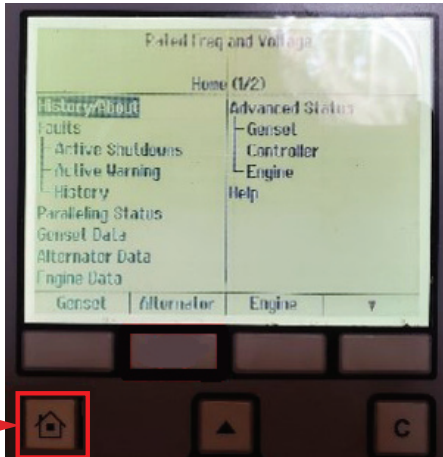 Rated Freq and Voltage
Home (1/2)
History/About
Faults
Active Shutdowns
Active Warning
History
Paralleling Status
Genset Data
Alternator Data
Engine Data
Advanced Status
Genset
Controller
Engine
Help
Genset Alternator Engine ▼
C